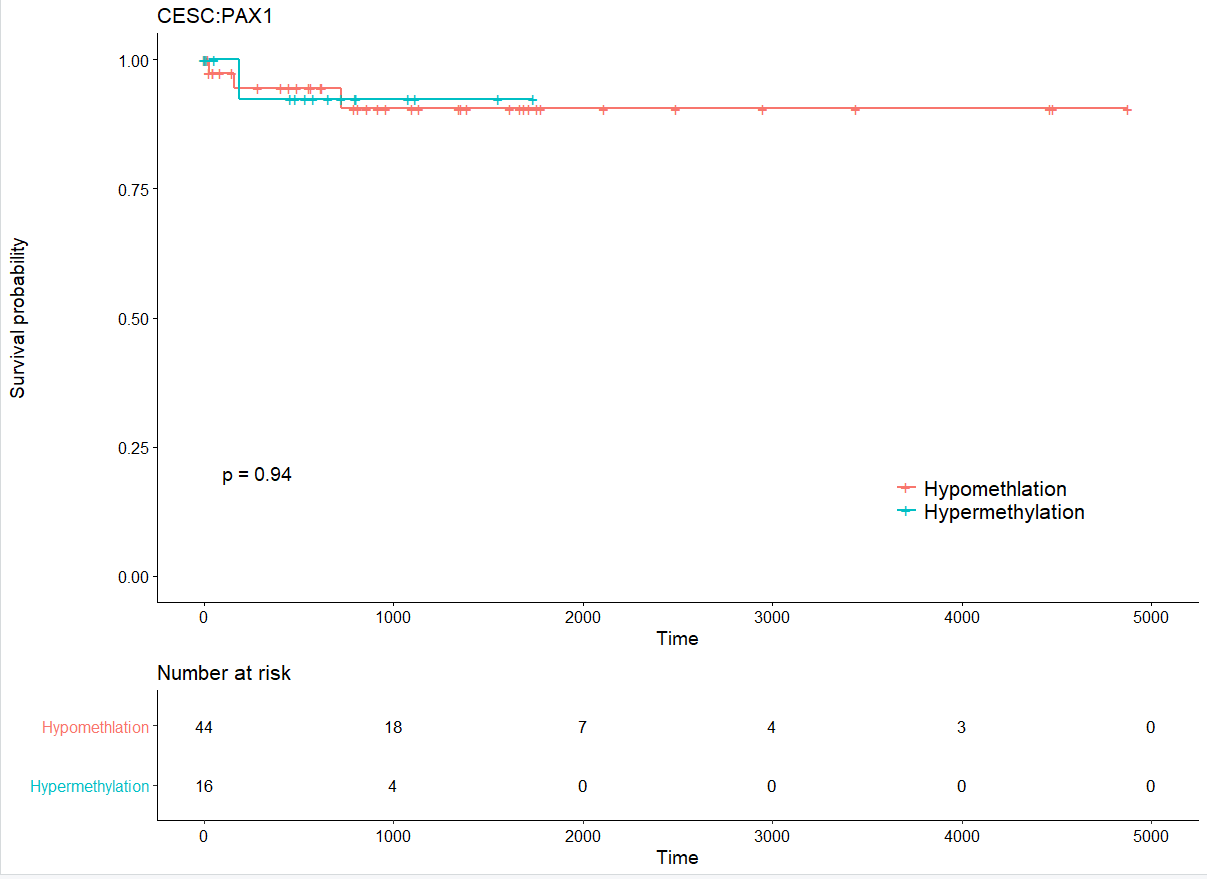 CESC:PAX1
1.00
0.75
0.50
0.25
0.00
Survival probability
p = 0.94
Hypomethlation
Hypermethylation
0 1000 2000 3000 4000 5000
Time
Number at risk
Hypomethlation 44 18 7 4 3 0
Hypermethylation 16 4 0 0 0 0
0 1000 2000 3000 4000 5000
Time